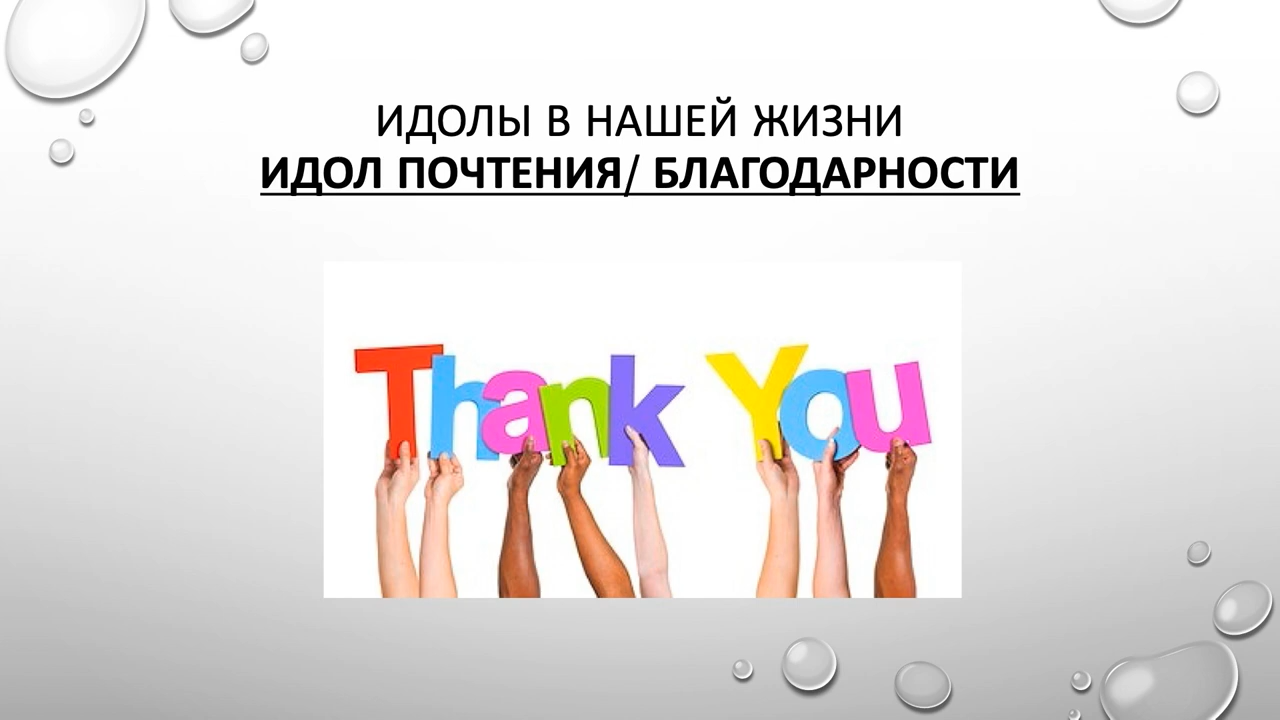 ИДОЛЫ В НАШЕЙ ЖИЗНИ
ИДОЛ ПОЧТЕНИЯ/ БЛАГОДАРНОСТИ
Thank You